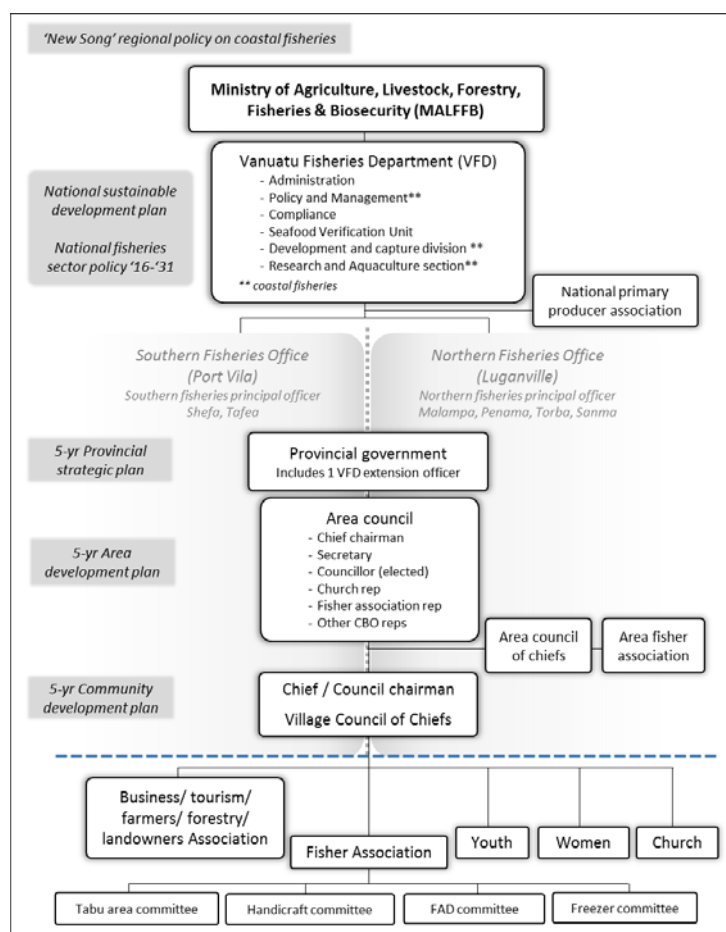 ‘New Song’ regional policy on coastal fisheries
Ministry of Agriculture, Livestock, Forestry,
Fisheries & Biosecurity (MALFFB)
Vanuatu Fisheries Department (VFD)
- Administration
- Policy and Management**
- Compliance
- Seafood Verification Unit
- Development and capture division **
- Research and Aquaculture section**
** coastal fisheries
National sustainable
development plan
National fisheries
sector policy ‘16-‘31
National primary
producer association
Southern Fisheries Office
(Port Vila)
Southern fisheries principal officer
Shefa, Tafea
Northern Fisheries Office
(Luganville)
Northern fisheries principal officer
Malampa, Penama, Torba, Sanma
5-yr Provincial
strategic plan
Provincial government
Includes 1 VFD extension officer
5-yr Area
development plan
Area council
- Chief chairman
- Secretary
- Councillor (elected)
- Church rep
- Fisher association rep
- Other CBO reps
Area council
of chiefs
Area fisher
association
5-yr Community
development plan
Chief / Council chairman
Village Council of Chiefs
Business/ tourism/
farmers/ forestry/
landowners Association
Fisher Association
Youth
Women
Church
Tabu area committee
Handicraft committee
FAD committee
Freezer committee